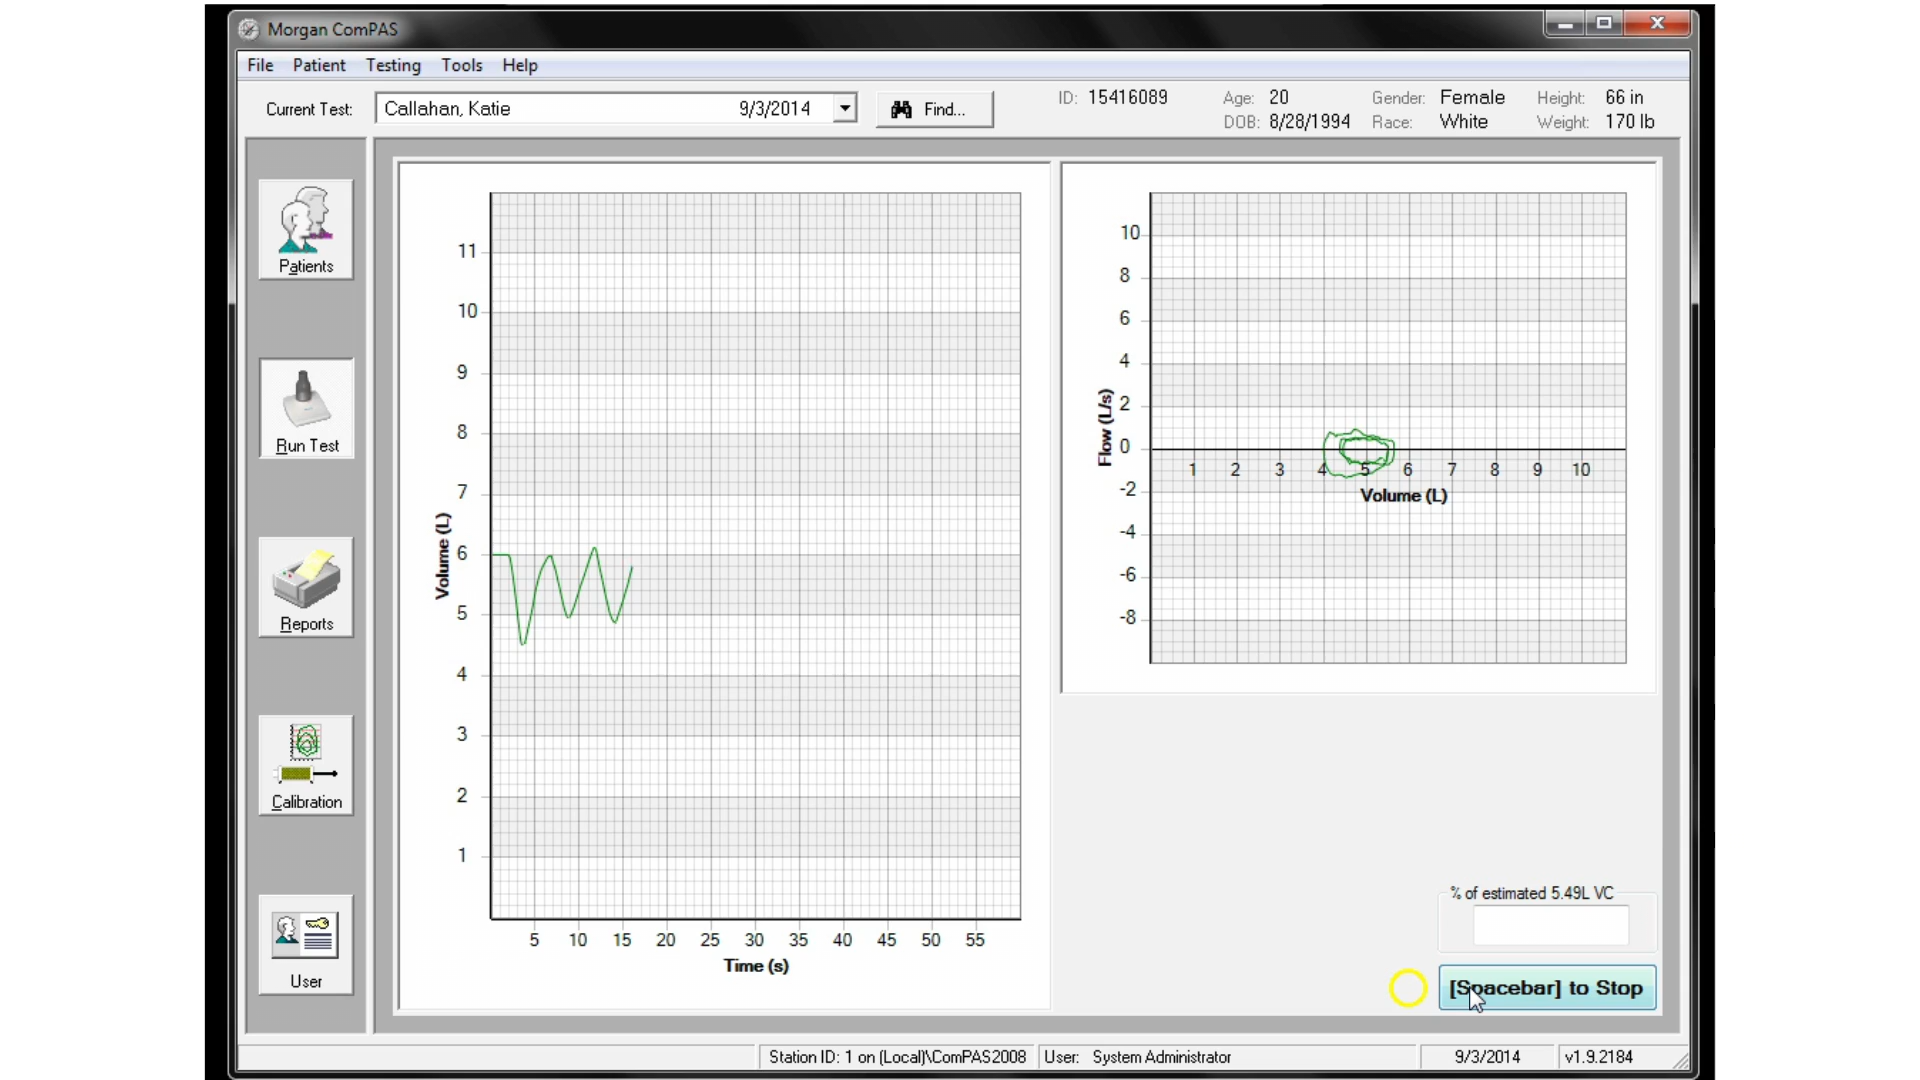 Morgan ComPAS
File Patient Testing Tools Help
Current Test: Callahan, Katie 9/3/2014 Find...
ID: 15416089 Age: 20 Gender: Female Height: 66 in
DOB: 8/28/1994 Race: White Weight: 170 lb
Patients
Run Test
Reports
Calibration
User
11
10
9
8
7
6
5
4
3
2
1
Volume (L)
5 10 15 20 25 30 35 40 45 50 55
Time (s)
10
8
6
4
2
0
-2
-4
-6
-8
Flow (L/s)
1 2 3 4 5 6 7 8 9 10
Volume (L)
% of estimated 5.49L VC
[Spacebar] to Stop
Station ID: 1 on (Local)\ComPAS2008 User: System Administrator 9/3/2014 v1.9.2184